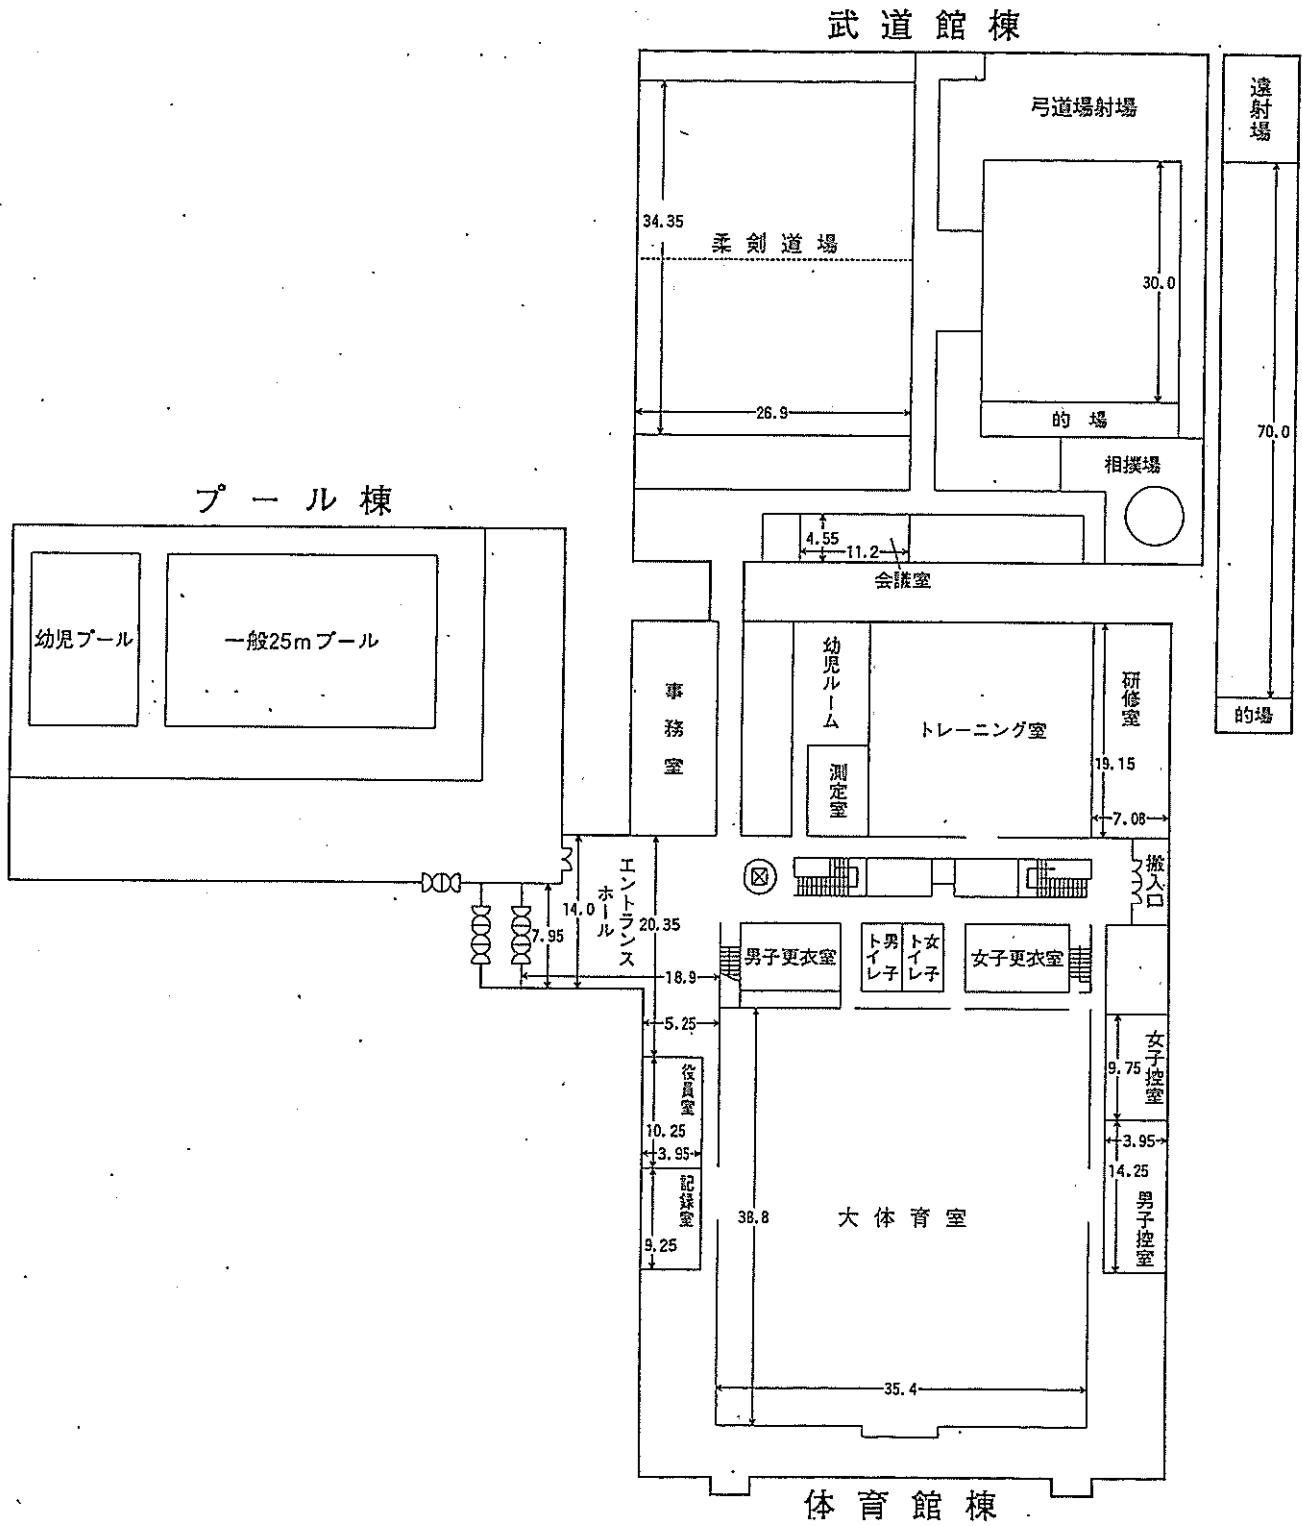 武道館棟
遠射場
弓道場射場
34.35
柔剣道場
30.0
26.9
的場
70.0
相撲場
4.55
11.2
会議室
プール棟
幼児プール
一般25mプール
事務室
幼児ルーム
測定室
トレーニング室
研修室
19.15
7.08
的場
搬入口
エントランス
ホール
14.0
20.35
7.95
18.9
男子更衣室
男子
トイレ
女子
トイレ
女子更衣室
5.25
役員室
10.25
3.95
記録室
9.25
女子控室
9.75
3.95
14.25
男子控室
38.8
大体育室
35.4
体育館棟